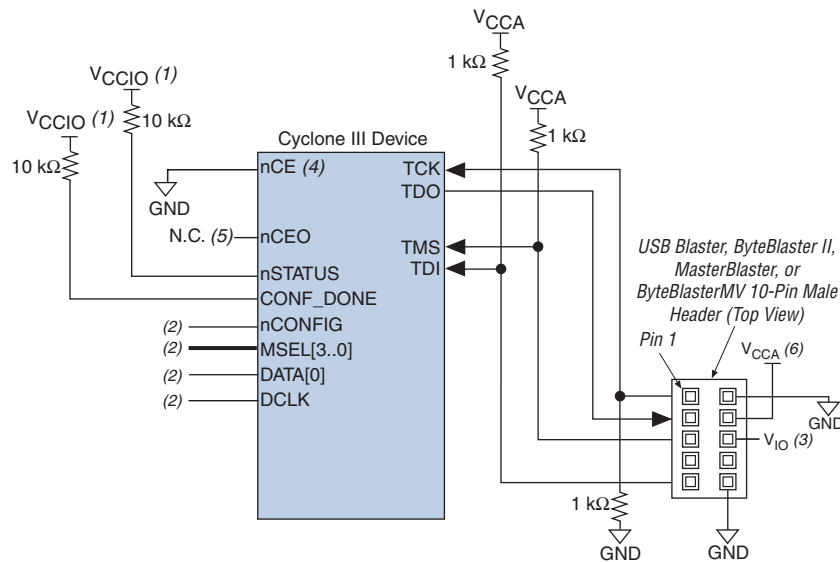 VCCA
1 kΩ
VCCIO (1)
VCCA
VCCIO (1)
10 kΩ
1 kΩ
Cyclone III Device
10 kΩ
nCE (4)
TCK
GND
TDO
N.C. (5)
nCEO
TMS
USB Blaster, ByteBlaster II,
MasterBlaster, or
ByteBlasterMV 10-Pin Male
Header (Top View)
nSTATUS
TDI
CONF_DONE
(2)
nCONFIG
Pin 1
VCCA (6)
(2)
MSEL[3..0]
(2)
DATA[0]
(2)
DCLK
GND
VIO (3)
1 kΩ
GND
GND